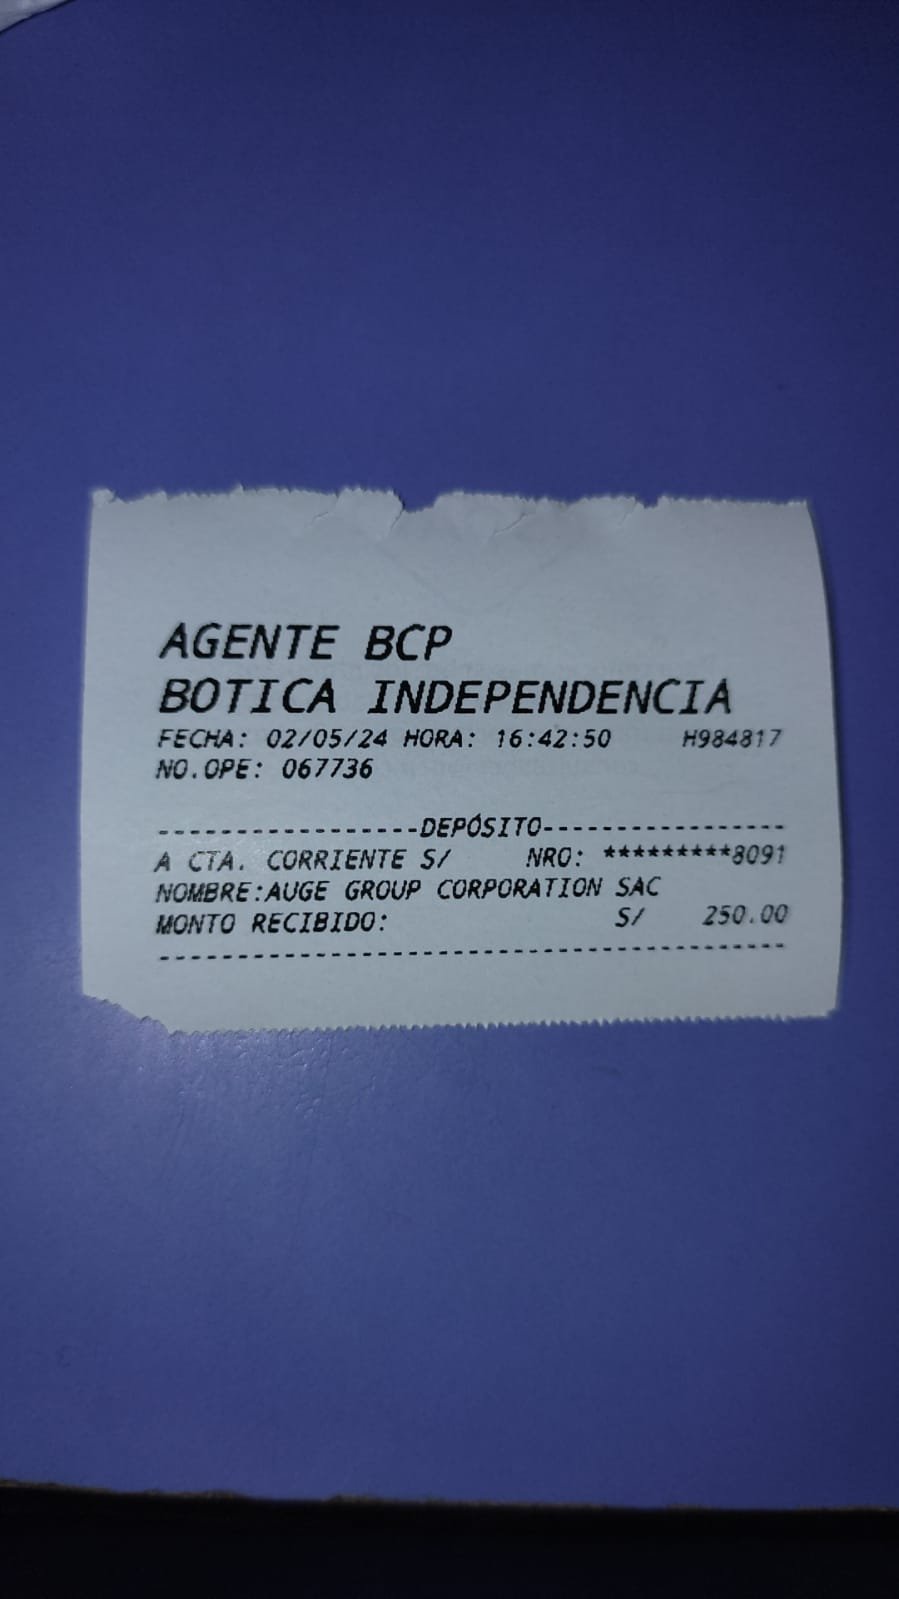 AGENTE BCP
BOTICA INDEPENDENCIA
FECHA: 02/05/24 HORA: 16:42:50 H984817
NO.OPE: 067736
-----------------DEPÓSITO-----------------
A CTA. CORRIENTE S/ NRO: *********8091
NOMBRE:AUGE GROUP CORPORATION SAC
MONTO RECIBIDO: S/ 250.00
-----------------------------------------